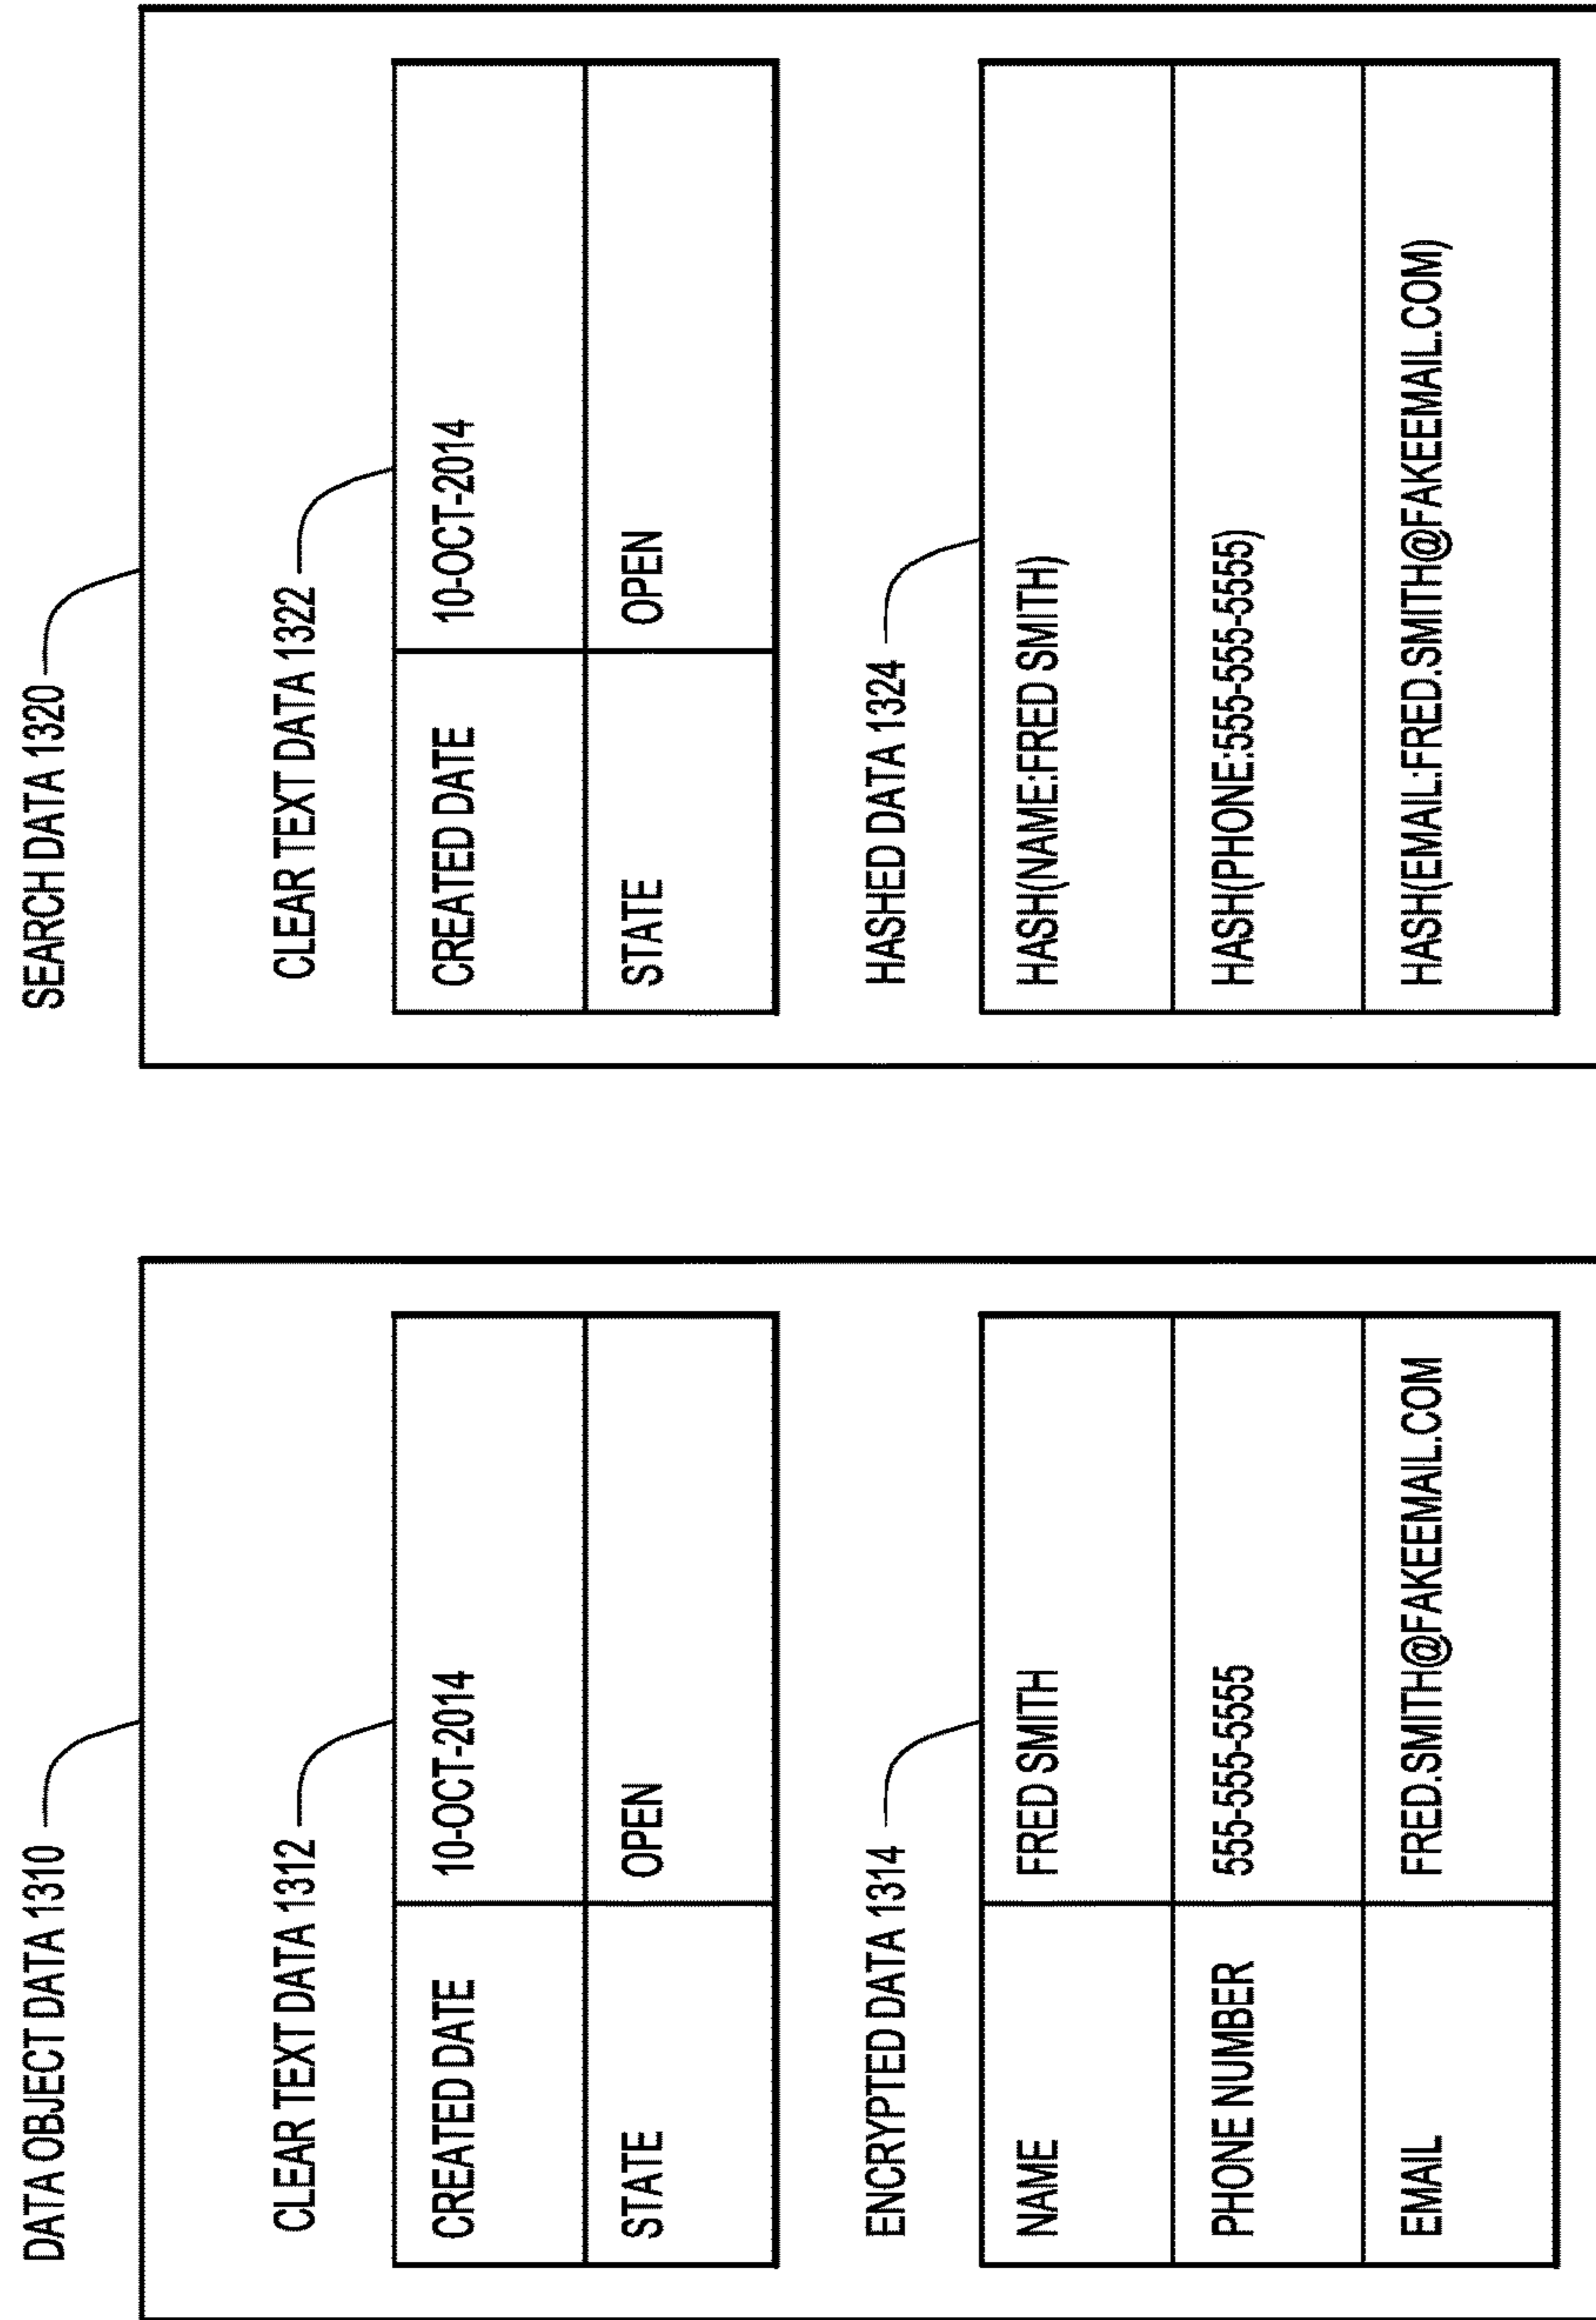 DATA OBJECT DATA 1310
CLEAR TEXT DATA 1312
CREATED DATE 10-OCT-2014
STATE OPEN
ENCRYPTED DATA 1314
NAME FRED SMITH
PHONE NUMBER 555-555-5555
EMAIL FRED.SMITH@FAKEEMAIL.COM
SEARCH DATA 1320
CLEAR TEXT DATA 1322
CREATED DATE 10-OCT-2014
STATE OPEN
HASHED DATA 1324
HASH(NAME:FRED SMITH)
HASH(PHONE:555-555-5555)
HASH(EMAIL:FRED.SMITH@FAKEEMAIL.COM)